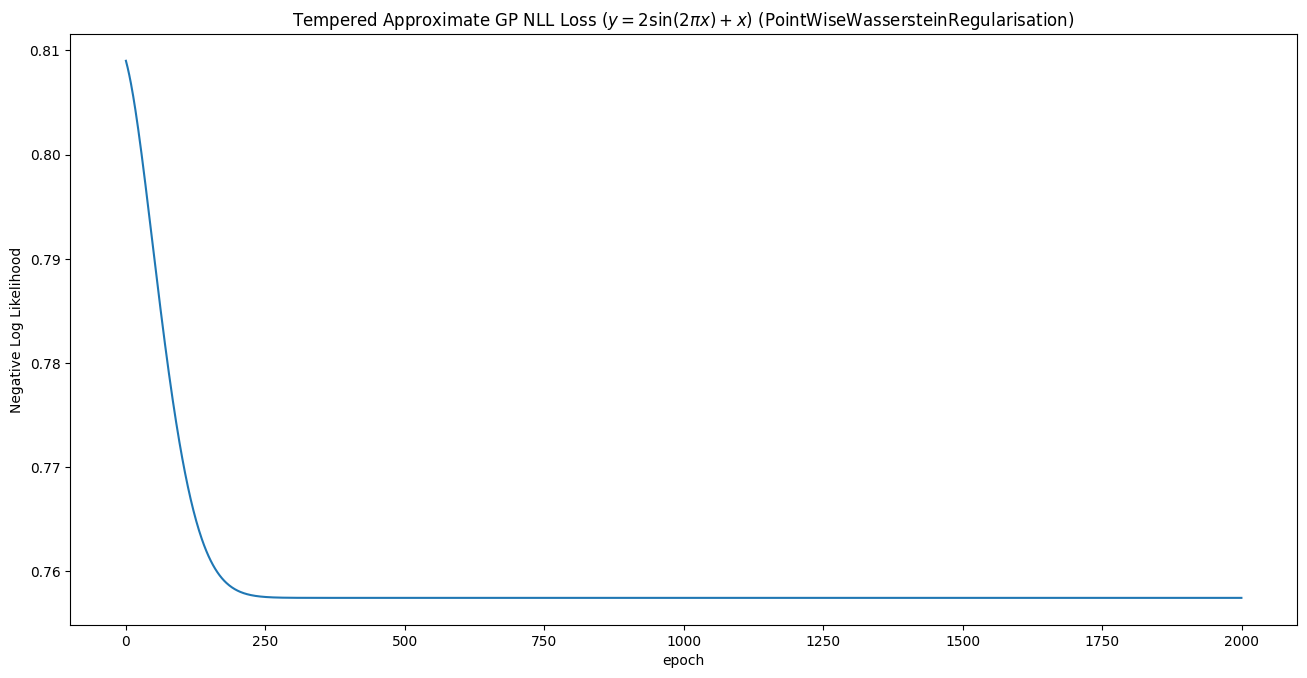 Tempered Approximate GP NLL Loss (y = 2sin(2πx) + x) (PointWiseWassersteinRegularisation)
0.81
0.80
0.79
0.78
0.77
0.76
Negative Log Likelihood
0 250 500 750 1000 1250 1500 1750 2000
epoch